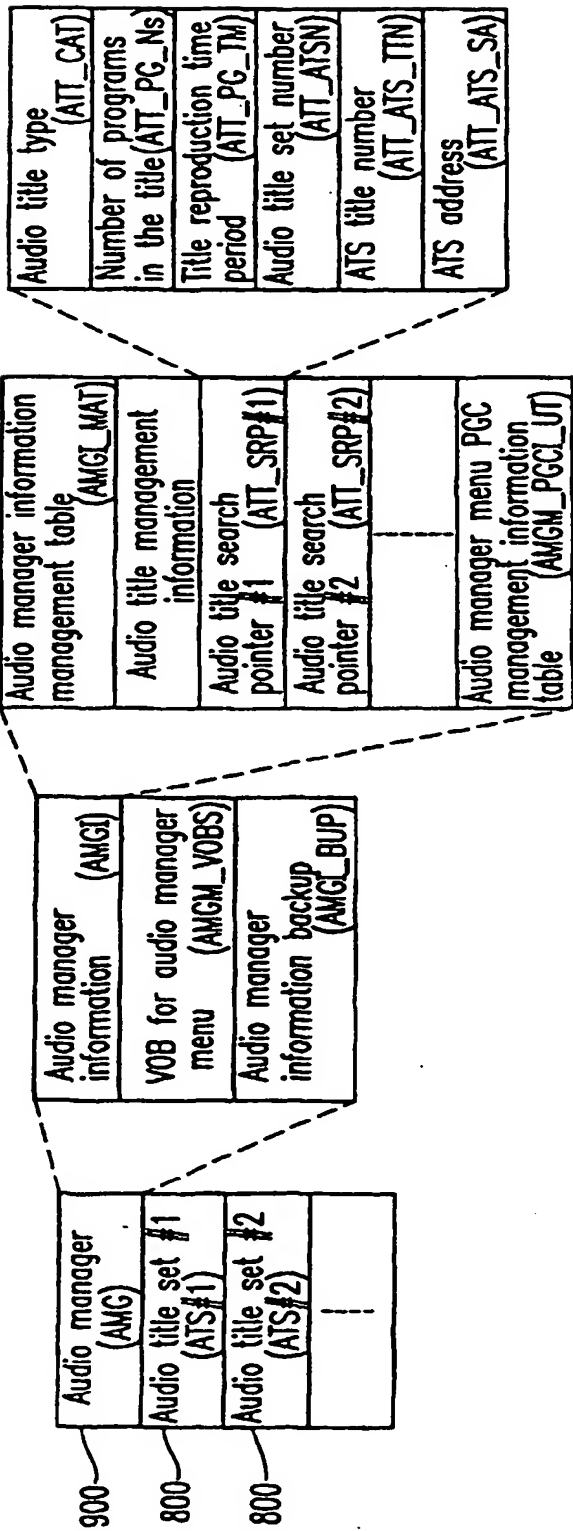 900
Audio manager
(AMG)
800
Audio title set #1
(ATS#1)
800
Audio title set #2
(ATS#2)
Audio manager
information (AMGI)
VOB for audio manager
menu (AMGM_VOBS)
Audio manager
information backup
(AMGI_BUP)
Audio manager information
management table
(AMGI_MAT)
Audio title management
information
Audio title search
pointer #1 (ATT_SRP#1)
Audio title search
pointer #2 (ATT_SRP#2)
Audio manager menu PGC
management information
table (AMGM_PGCI_UT)
Audio title type
(ATT_CAT)
Number of programs
in the title (ATT_PG_Ns)
Title reproduction time
period (ATT_PG_TM)
Audio title set number
(ATT_ATSN)
ATS title number
(ATT_ATS_TTN)
ATS address
(ATT_ATS_SA)